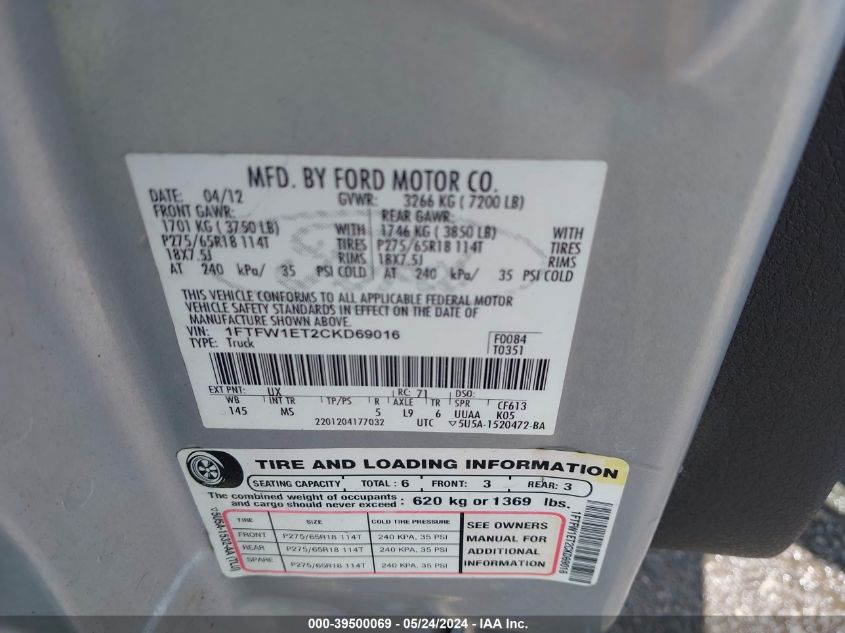 MFD. BY FORD MOTOR CO.
DATE: 04/12 GVWR: 3266 KG ( 7200 LB)
FRONT GAWR: REAR GAWR:
1701 KG ( 3750 LB) WITH 1746 KG ( 3850 LB) WITH
P275/65R18 114T TIRES P275/65R18 114T TIRES
18X7.5J RIMS 18X7.5J RIMS
AT 240 kPa/ 35 PSI COLD AT 240 kPa/ 35 PSI COLD
THIS VEHICLE CONFORMS TO ALL APPLICABLE FEDERAL MOTOR
VEHICLE SAFETY STANDARDS IN EFFECT ON THE DATE OF
MANUFACTURE SHOWN ABOVE.
VIN: 1FTFW1ET2CKD69016 F0084
TYPE: Truck T0351
EXT PNT: UX RC: 71 DSO:
WB INT TR TP/PS R AXLE TR SPR CF613
145 MS 5 L9 6 UUAA K05
2201204177032 UTC ▽5U5A-1520472-BA
TIRE AND LOADING INFORMATION
SEATING CAPACITY TOTAL : 6 FRONT: 3 REAR: 3
The combined weight of occupants
and cargo should never exceed : 620 kg or 1369 lbs.
TIRE SIZE COLD TIRE PRESSURE
FRONT P275/65R18 114T 240 KPA, 35 PSI
REAR P275/65R18 114T 240 KPA, 35 PSI
SPARE P275/65R18 114T 240 KPA, 35 PSI
SEE OWNERS
MANUAL FOR
ADDITIONAL
INFORMATION
▽5U5A-1532-AA (TLU)
1FTFW1ET2CKD69016
000-39500069 - 05/24/2024 - IAA Inc.